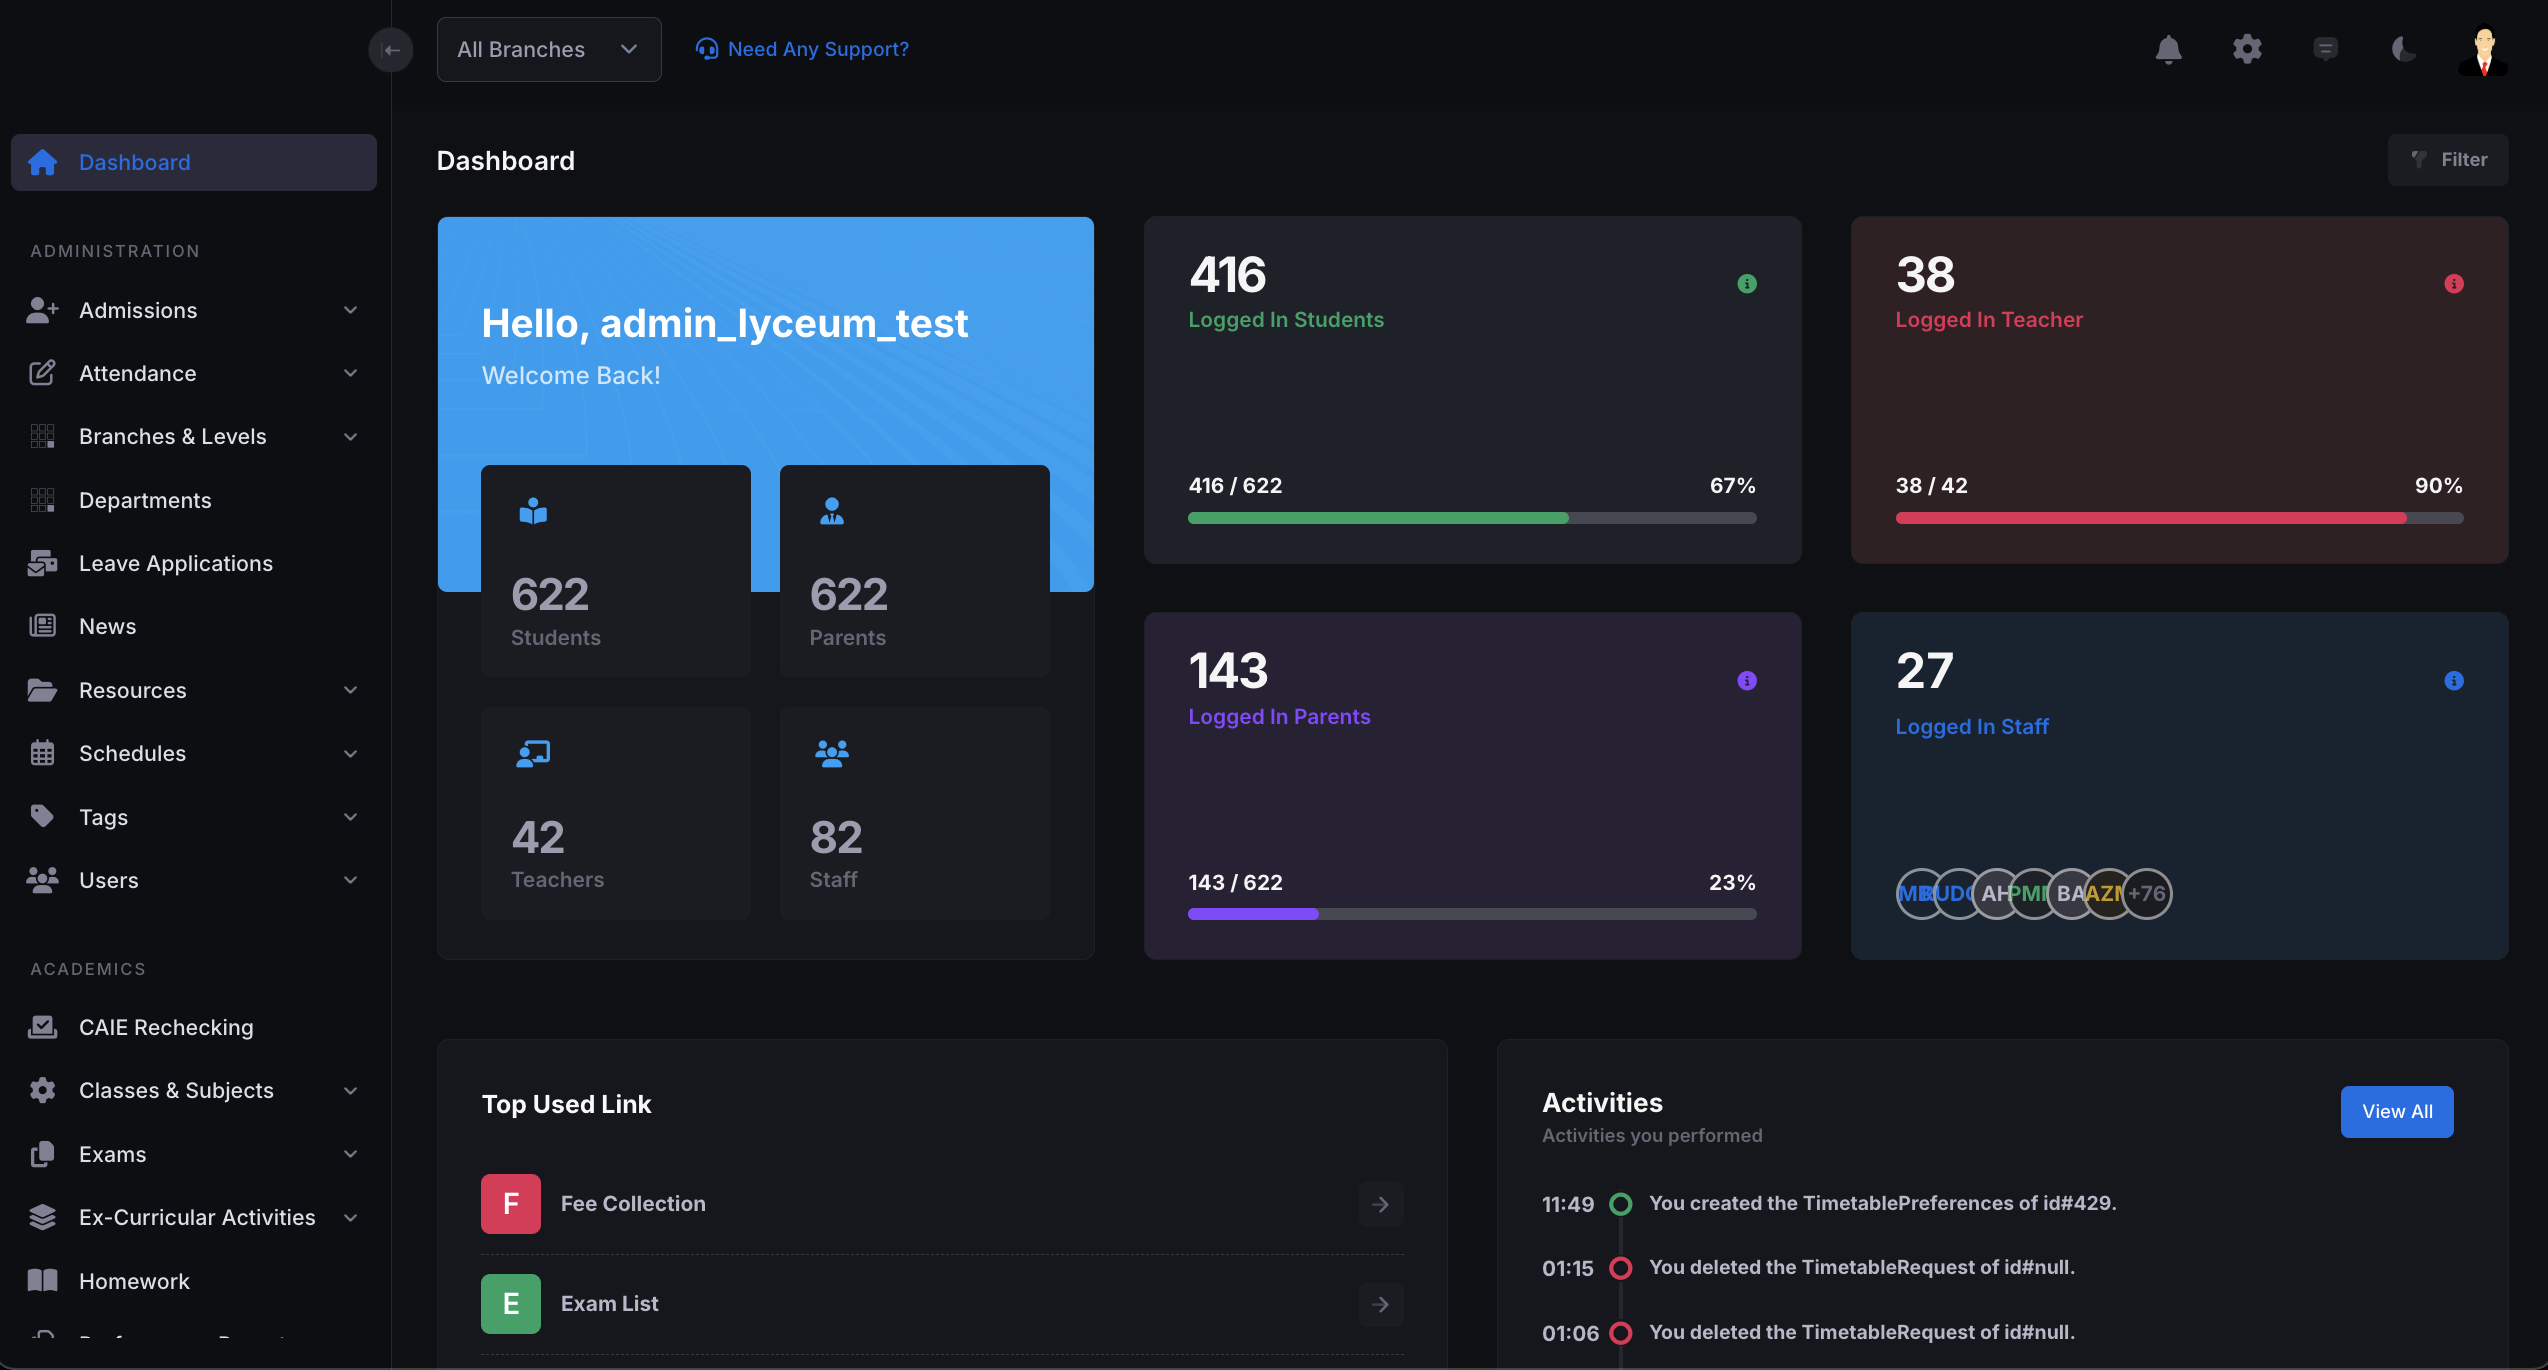 All Branches
Need Any Support?
Dashboard
ADMINISTRATION
Admissions
Attendance
Branches & Levels
Departments
Leave Applications
News
Resources
Schedules
Tags
Users
ACADEMICS
CAIE Rechecking
Classes & Subjects
Exams
Ex-Curricular Activities
Homework
Dashboard
Filter
Hello, admin_lyceum_test
Welcome Back!
622
Students
622
Parents
42
Teachers
82
Staff
416
Logged In Students
416 / 622
67%
38
Logged In Teacher
38 / 42
90%
143
Logged In Parents
143 / 622
23%
27
Logged In Staff
AH
BA
+76
Top Used Link
F
Fee Collection
E
Exam List
Activities
Activities you performed
View All
11:49
You created the TimetablePreferences of id#429.
01:15
You deleted the TimetableRequest of id#null.
01:06
You deleted the TimetableRequest of id#null.